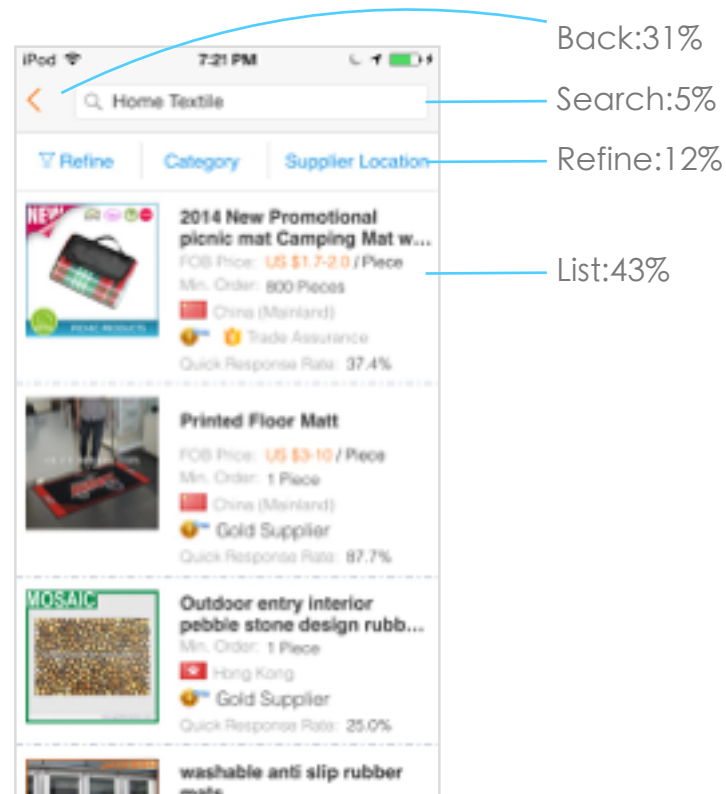 Back:31%
iPod 7:21 PM
Home Textile
Search:5%
Refine Category Supplier Location
Refine:12%
NEW
2014 New Promotional
picnic mat Camping Mat w...
FOB Price: US $1.7-2.0 / Piece
List:43%
Min. Order: 800 Pieces
China (Mainland)
Trade Assurance
PICNIC PRODUCTS
Quick Response Rate: 37.4%
Printed Floor Matt
FOB Price: US $3-10 / Piece
Min. Order: 1 Piece
China (Mainland)
Gold Supplier
Quick Response Rate: 87.7%
MOSAIC
Outdoor entry interior
pebble stone design rubb...
Min. Order: 1 Piece
Hong Kong
Gold Supplier
Quick Response Rate: 25.0%
washable anti slip rubber
mats